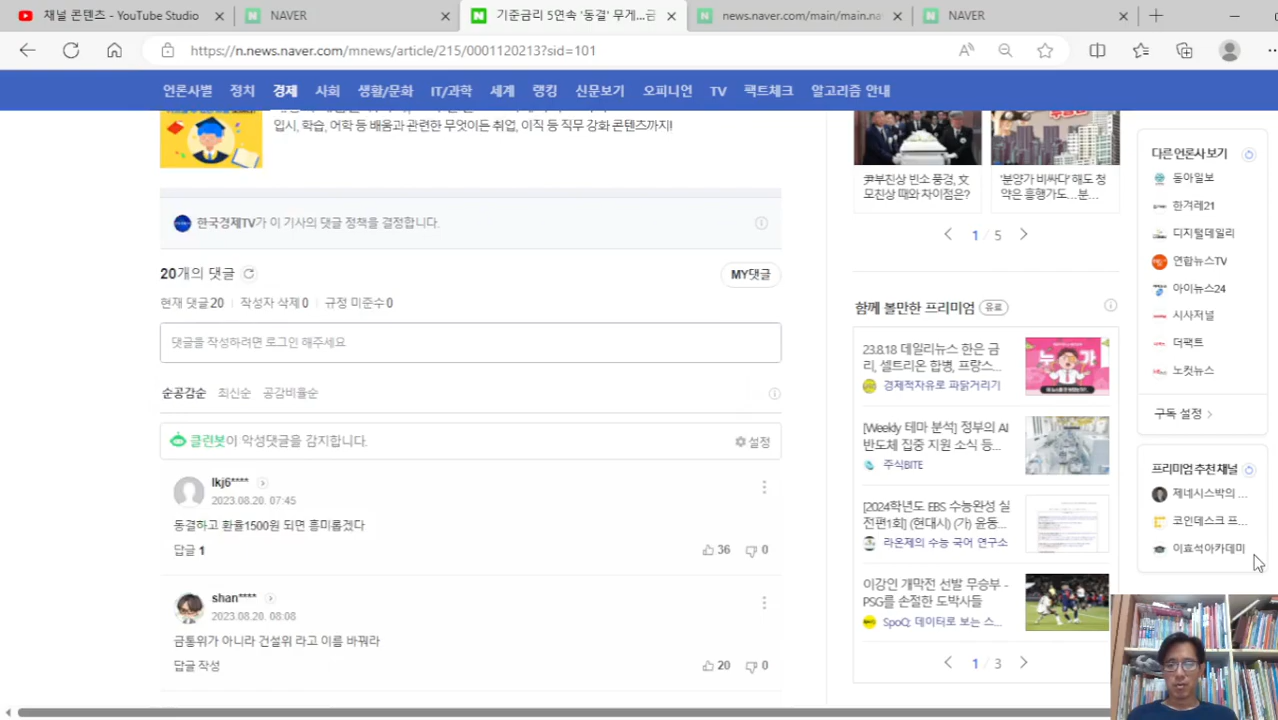 채널 콘텐츠 - YouTube Studio
NAVER
기준금리 5연속 '동결' 무게...금
news.naver.com/main/main.na
NAVER
https://n.news.naver.com/mnews/article/215/0001120213?sid=101
언론사별 정치 경제 사회 생활/문화 IT/과학 세계 랭킹 신문보기 오피니언 TV 팩트체크 알고리즘 안내
입시, 학습, 어학 등 배움과 관련한 무엇이든 취업, 이직 등 직무 강화 콘텐츠까지!
한국경제TV가 이 기사의 댓글 정책을 결정합니다.
20개의 댓글
MY댓글
현재 댓글20 작성자 삭제0 규정 미준수0
댓글을 작성하려면 로그인 해주세요
순공감순 최신순 공감비율순
클린봇이 악성댓글을 감지합니다.
설정
lkj6****
2023.08.20. 07:45
동결하고 환율1500원 되면 흥미롭겠다
답글 1
36 0
shan****
2023.08.20. 08:08
금통위가 아니라 건설위 라고 이름 바꿔라
답글 작성
20 0
尹부친상 빈소 풍경, 文
모친상 때와 차이점은?
'분양가 비싸다' 해도 청
약은 흥행가도…분…
1 5
함께 볼만한 프리미엄 유료
23.8.18 데일리뉴스 한은 금
리, 셀트리온 합병, 프랑스…
경제적자유로 파닭거리기
[Weekly 테마 분석] 정부의 AI
반도체 집중 지원 소식 등…
주식BITE
[2024학년도 EBS 수능완성 실
전편1회] (현대시) (가) 윤동…
라온제의 수능 국어 연구소
이강인 개막전 선발 무승부 -
PSG를 손절한 도박사들
SpoQ: 데이터로 보는 스…
1 3
다른 언론사 보기
동아일보
한겨레21
디지털데일리
연합뉴스TV
아이뉴스24
시사저널
더팩트
노컷뉴스
구독 설정
프리미엄 추천 채널
제네시스박의 …
코인데스크 프…
이효석아카데미